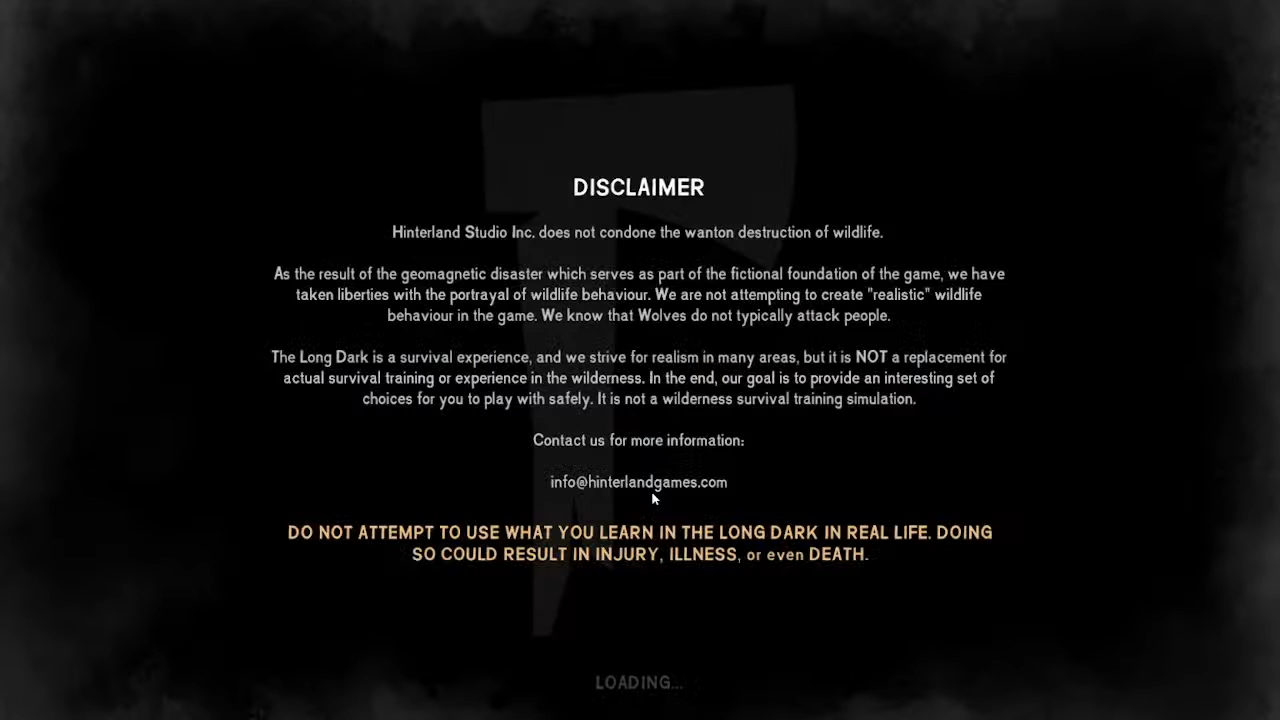 DISCLAIMER
Hinterland Studio Inc. does not condone the wanton destruction of wildlife.
As the result of the geomagnetic disaster which serves as part of the fictional foundation of the game, we have
taken liberties with the portrayal of wildlife behaviour. We are not attempting to create "realistic" wildlife
behaviour in the game. We know that Wolves do not typically attack people.
The Long Dark is a survival experience, and we strive for realism in many areas, but it is NOT a replacement for
actual survival training or experience in the wilderness. In the end, our goal is to provide an interesting set of
choices for you to play with safely. It is not a wilderness survival training simulation.
Contact us for more information:
info@hinterlandgames.com
DO NOT ATTEMPT TO USE WHAT YOU LEARN IN THE LONG DARK IN REAL LIFE. DOING
SO COULD RESULT IN INJURY, ILLNESS, or even DEATH.
LOADING...